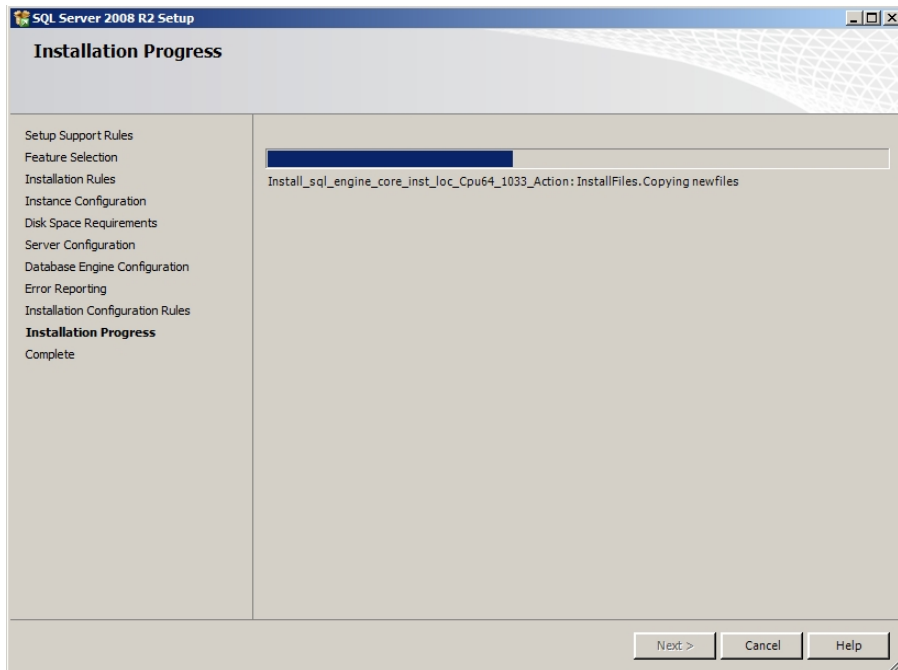 SQL Server 2008 R2 Setup
Installation Progress
Setup Support Rules
Feature Selection
Installation Rules
Instance Configuration
Disk Space Requirements
Server Configuration
Database Engine Configuration
Error Reporting
Installation Configuration Rules
Installation Progress
Complete
Install_sql_engine_core_inst_loc_Cpu64_1033_Action: InstallFiles.Copying newfiles
Next > Cancel Help